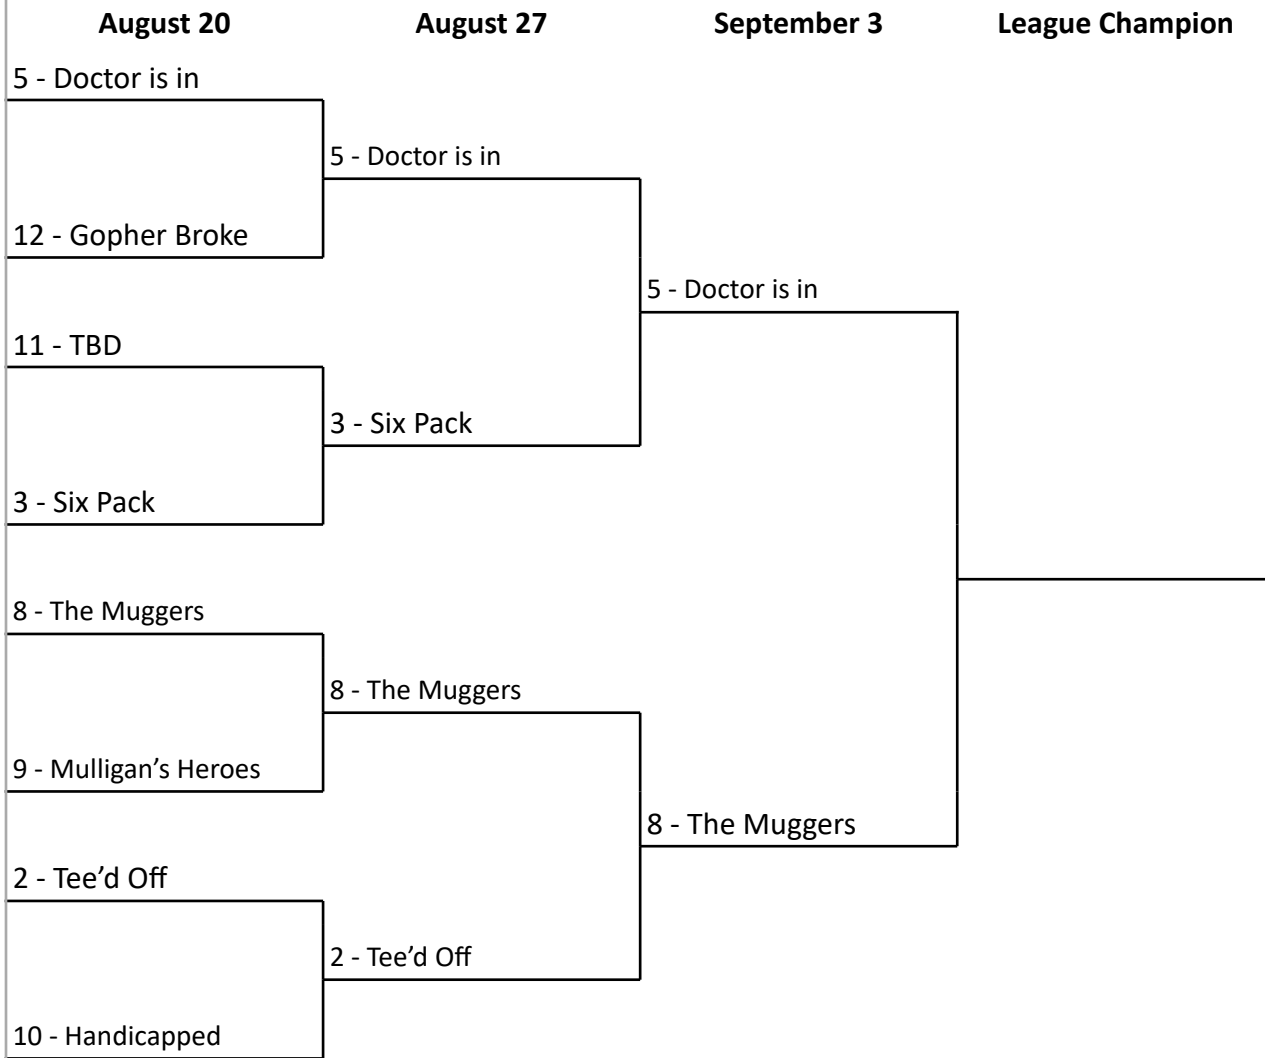 August 20 August 27 September 3 League Champion
5 - Doctor is in
5 - Doctor is in
12 - Gopher Broke
5 - Doctor is in
11 - TBD
3 - Six Pack
3 - Six Pack
8 - The Muggers
8 - The Muggers
9 - Mulligan’s Heroes
8 - The Muggers
2 - Tee’d Off
2 - Tee’d Off
10 - Handicapped